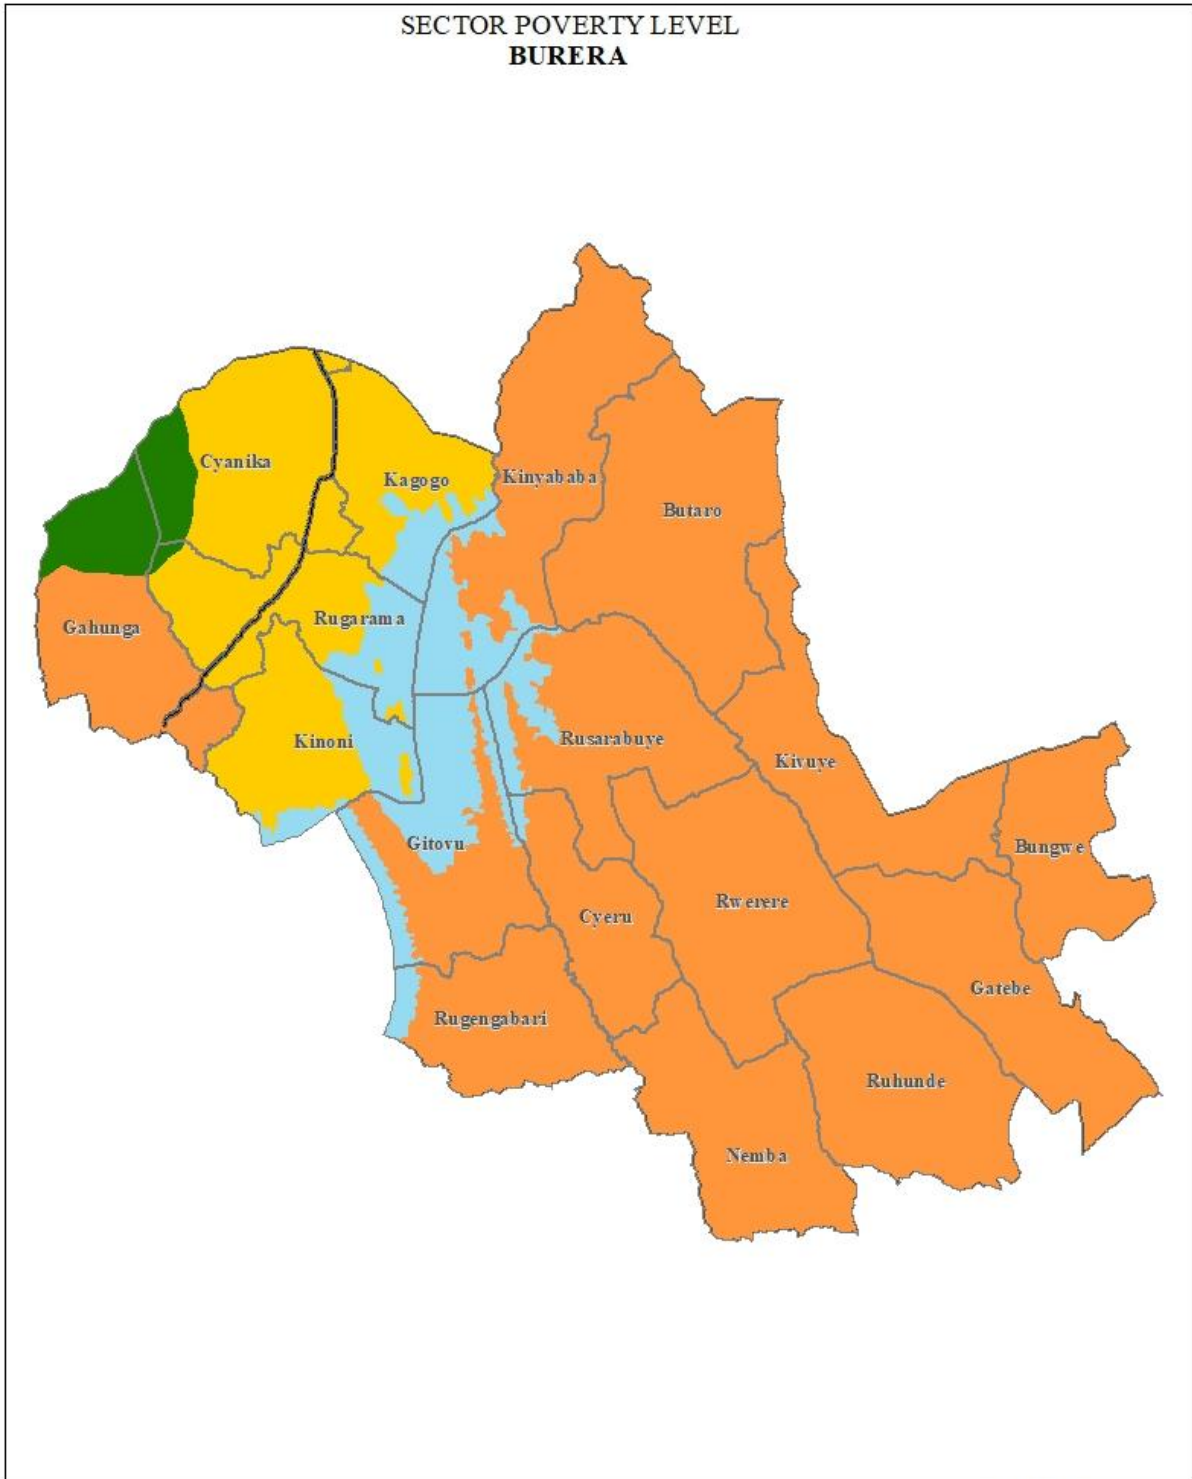 SECTOR POVERTY LEVEL
BURERA
Cyanika
Kagogo
Kinyababa
Butaro
Gahunga
Rugarama
Kinoni
Rusarabuye
Kivuye
Gitovu
Bungwe
Cyeru
Rwerere
Gatebe
Rugengabari
Ruhunde
Nemba